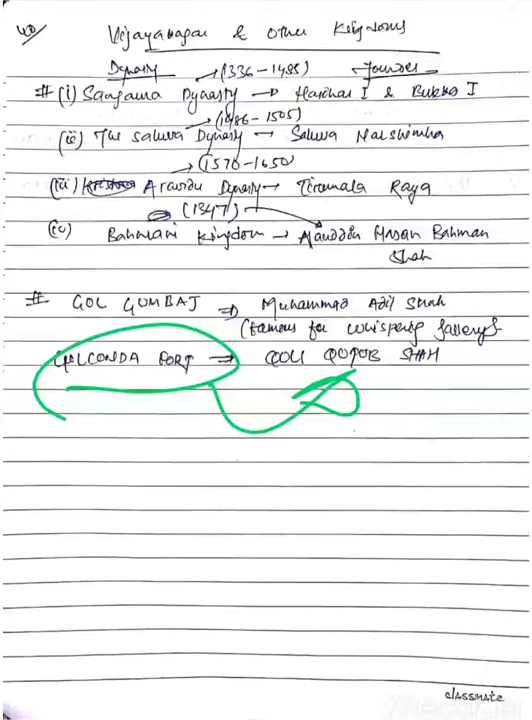 40
Vijayanagar & Other Kingdoms
Dynasty (1336-1485) Founder
# (i) Sangama Dynasty → Harihar I & Bukka I
(1486-1505)
(ii) The Saluva Dynasty → Saluva Narshimha
(1570-1650)
(iii) Aravidu Dynasty → Tirumala Raya
(1347)
(iv) Bahmani Kingdom → Alauddin Hasan Bahman
Shah
# GOL GUMBAJ ⇒ Muhammad Adil Shah
(famous for whispering gallery)
GOLCONDA FORT ⇒ QULI QUTUB SHAH
classmate